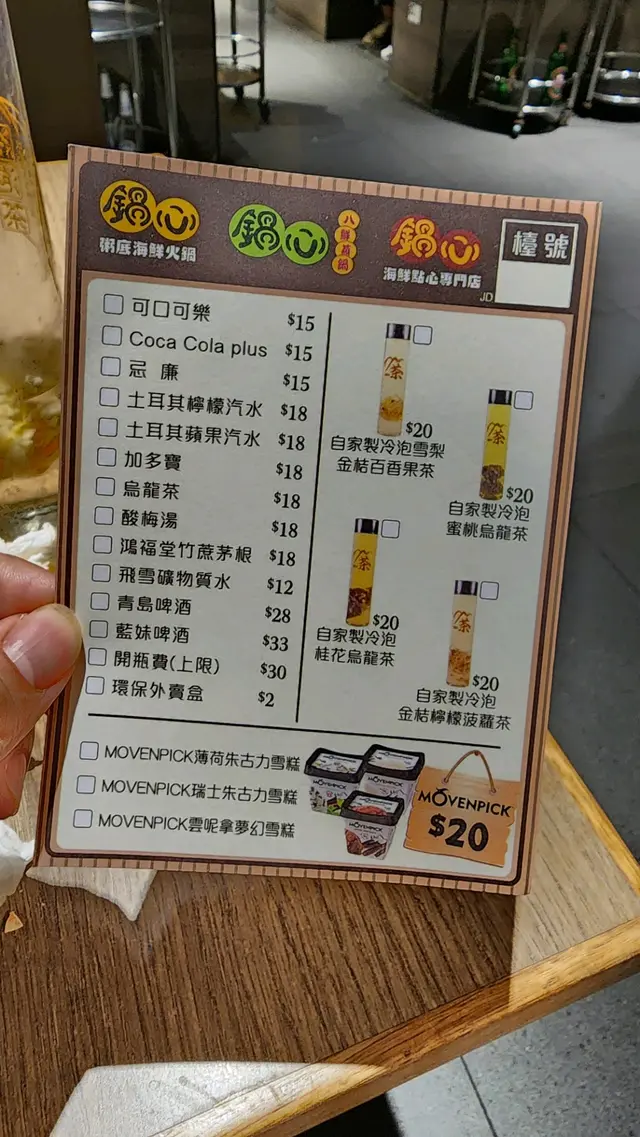 鍋心
粥底海鮮火鍋
鍋心
八鮮蒸鍋
鍋心
海鮮點心專門店
檯號
JD
可口可樂 $15
Coca Cola plus $15
忌廉 $15
土耳其檸檬汽水 $18
土耳其蘋果汽水 $18
加多寶 $18
烏龍茶 $18
酸梅湯 $18
鴻福堂竹蔗茅根 $18
飛雪礦物質水 $12
青島啤酒 $28
藍妹啤酒 $33
開瓶費(上限) $30
環保外賣盒 $2
茶
$20
自家製冷泡雪梨
金桔百香果茶
茶
$20
自家製冷泡
蜜桃烏龍茶
茶
$20
自家製冷泡
桂花烏龍茶
茶
$20
自家製冷泡
金桔檸檬菠蘿茶
MOVENPICK薄荷朱古力雪糕
MOVENPICK瑞士朱古力雪糕
MOVENPICK雲呢拿夢幻雪糕
MÖVENPICK
$20